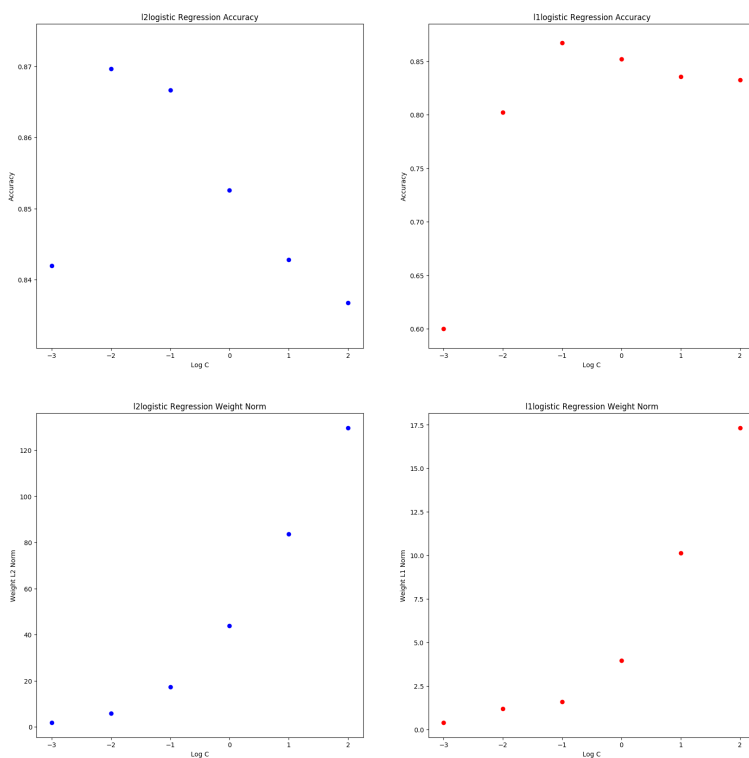 l2logistic Regression Accuracy
Accuracy
0.87
0.86
0.85
0.84
−3 −2 −1 0 1 2
Log C
l1logistic Regression Accuracy
Accuracy
0.85
0.80
0.75
0.70
0.65
0.60
−3 −2 −1 0 1 2
Log C
l2logistic Regression Weight Norm
Weight L2 Norm
120
100
80
60
40
20
0
−3 −2 −1 0 1 2
Log C
l1logistic Regression Weight Norm
Weight L1 Norm
17.5
15.0
12.5
10.0
7.5
5.0
2.5
0.0
−3 −2 −1 0 1 2
Log C